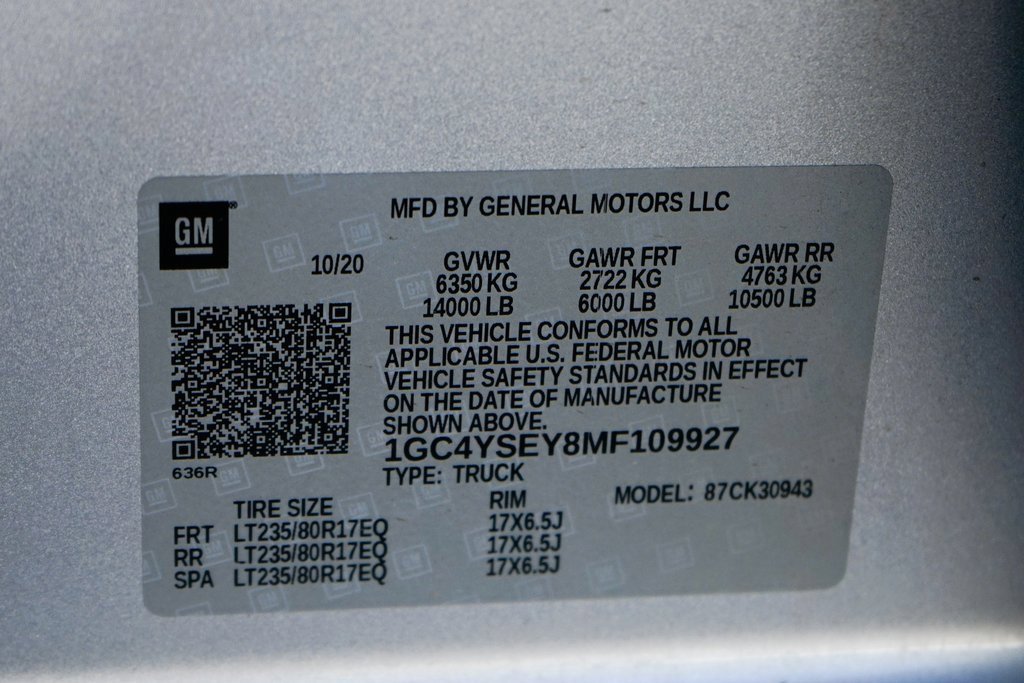 GM®
MFD BY GENERAL MOTORS LLC
10/20
GVWR GAWR FRT GAWR RR
6350 KG 2722 KG 4763 KG
14000 LB 6000 LB 10500 LB
THIS VEHICLE CONFORMS TO ALL
APPLICABLE U.S. FEDERAL MOTOR
VEHICLE SAFETY STANDARDS IN EFFECT
ON THE DATE OF MANUFACTURE
SHOWN ABOVE.
1GC4YSEY8MF109927
636R
TYPE: TRUCK
MODEL: 87CK30943
TIRE SIZE RIM
FRT LT235/80R17EQ 17X6.5J
RR LT235/80R17EQ 17X6.5J
SPA LT235/80R17EQ 17X6.5J